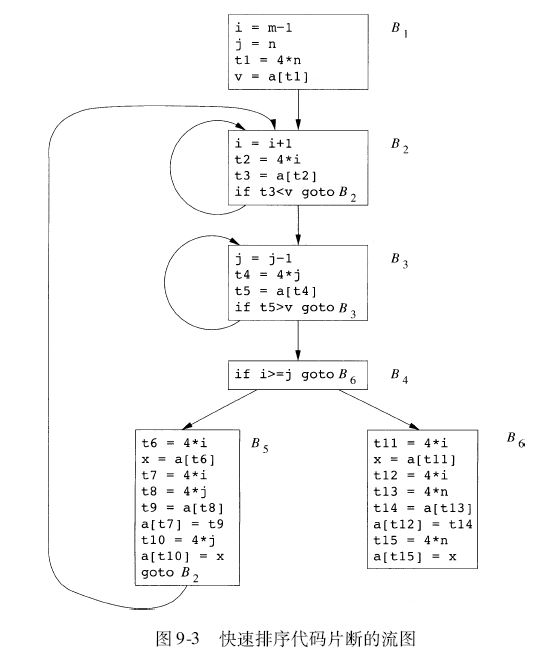 i = m-1
j = n
t1 = 4*n
v = a[t1]
B1
i = i+1
t2 = 4*i
t3 = a[t2]
if t3<v goto B2
B2
j = j-1
t4 = 4*j
t5 = a[t4]
if t5>v goto B3
B3
if i>=j goto B6
B4
t6 = 4*i
x = a[t6]
t7 = 4*i
t8 = 4*j
t9 = a[t8]
a[t7] = t9
t10 = 4*j
a[t10] = x
goto B2
B5
t11 = 4*i
x = a[t11]
t12 = 4*i
t13 = 4*n
t14 = a[t13]
a[t12] = t14
t15 = 4*n
a[t15] = x
B6
图 9-3 快速排序代码片断的流图